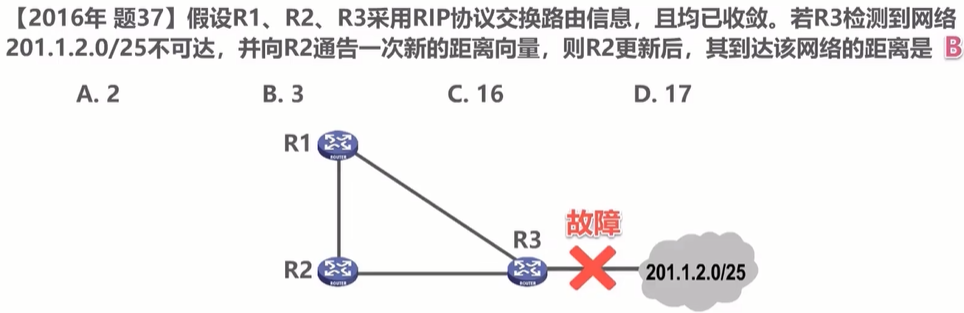 【2016年 题37】假设R1、R2、R3采用RIP协议交换路由信息，且均已收敛。若R3检测到网络
201.1.2.0/25不可达，并向R2通告一次新的距离向量，则R2更新后，其到达该网络的距离是 B
A. 2 B. 3 C. 16 D. 17
R1
ROUTER
故障
R3
R2
ROUTER
ROUTER
201.1.2.0/25